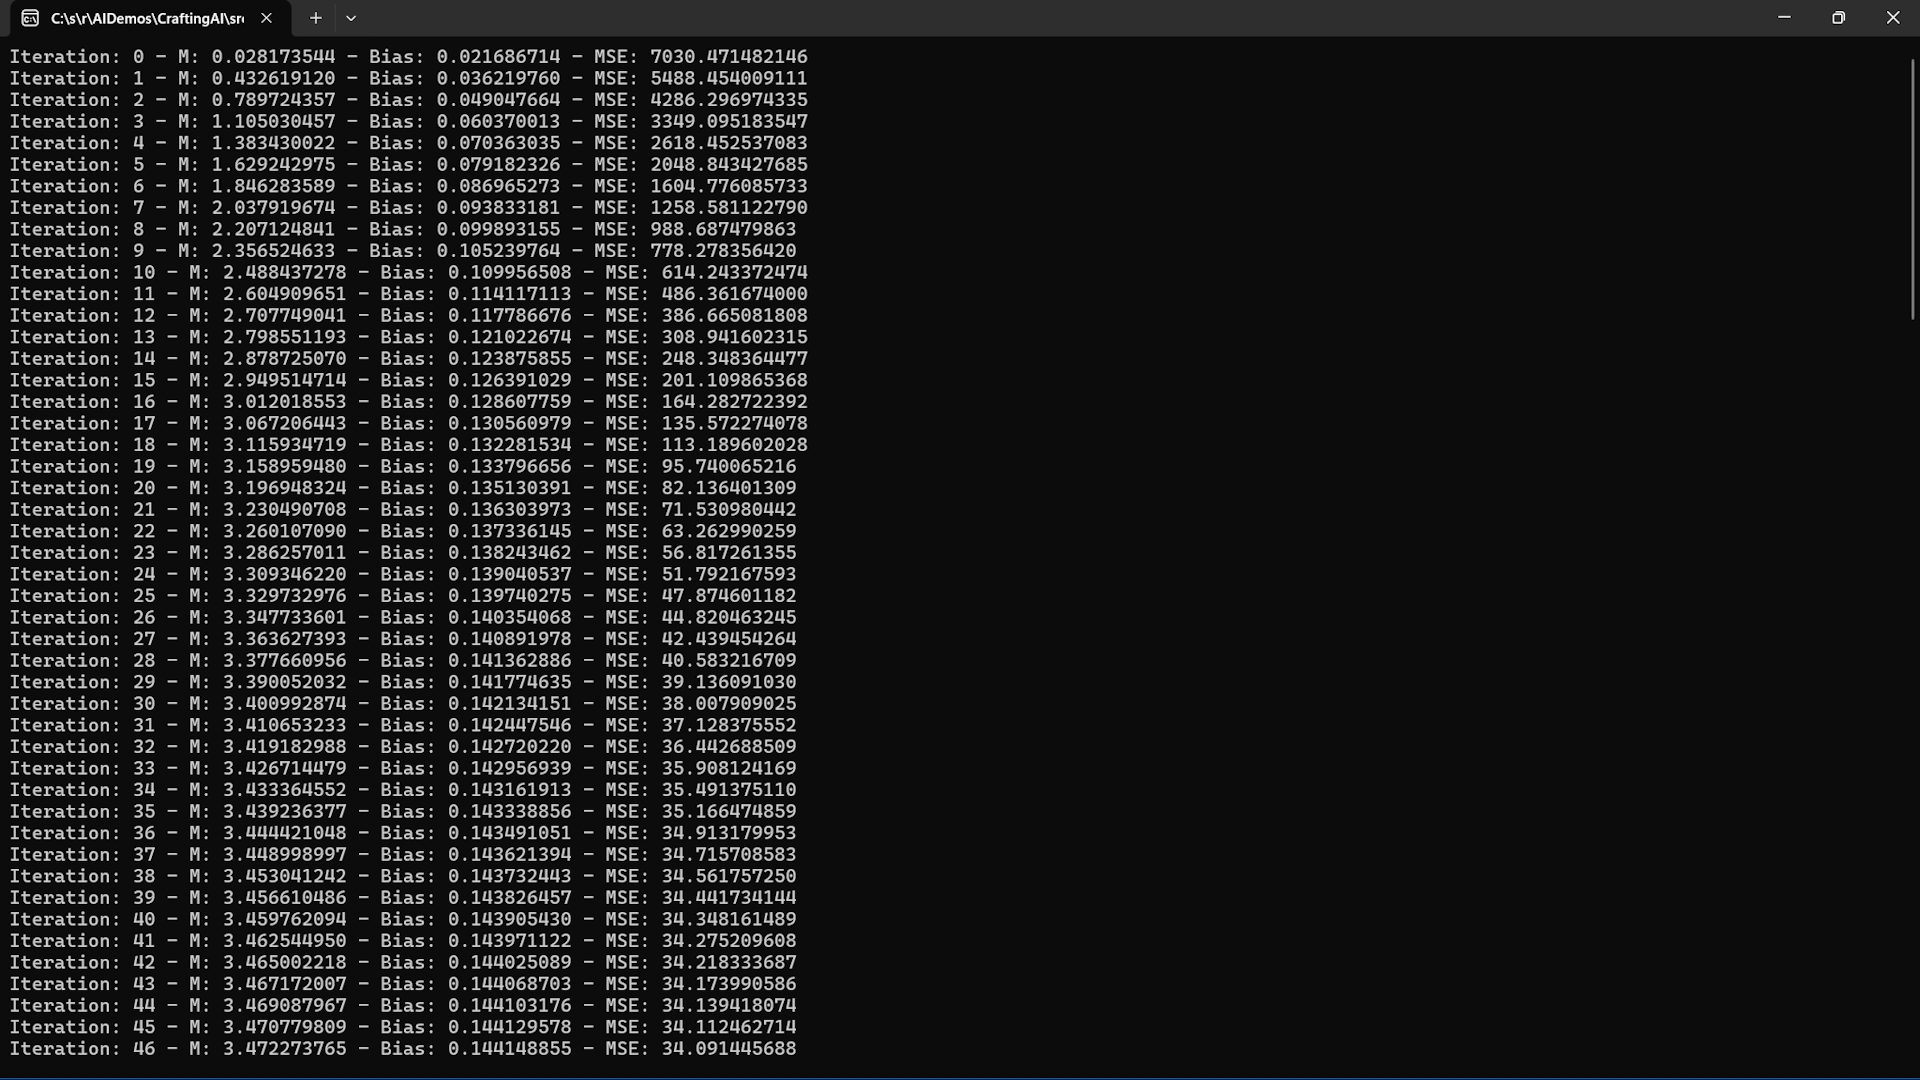 C:\s\r\AIDemos\CraftingAI\src
Iteration: 0 - M: 0.028173544 - Bias: 0.021686714 - MSE: 7030.471482146
Iteration: 1 - M: 0.432619120 - Bias: 0.036219760 - MSE: 5488.454009111
Iteration: 2 - M: 0.789724357 - Bias: 0.049047664 - MSE: 4286.296974335
Iteration: 3 - M: 1.105030457 - Bias: 0.060370013 - MSE: 3349.095183547
Iteration: 4 - M: 1.383430022 - Bias: 0.070363035 - MSE: 2618.452537083
Iteration: 5 - M: 1.629242975 - Bias: 0.079182326 - MSE: 2048.843427685
Iteration: 6 - M: 1.846283589 - Bias: 0.086965273 - MSE: 1604.776085733
Iteration: 7 - M: 2.037919674 - Bias: 0.093833181 - MSE: 1258.581122790
Iteration: 8 - M: 2.207124841 - Bias: 0.099893155 - MSE: 988.687479863
Iteration: 9 - M: 2.356524633 - Bias: 0.105239764 - MSE: 778.278356420
Iteration: 10 - M: 2.488437278 - Bias: 0.109956508 - MSE: 614.243372474
Iteration: 11 - M: 2.604909651 - Bias: 0.114117113 - MSE: 486.361674000
Iteration: 12 - M: 2.707749041 - Bias: 0.117786676 - MSE: 386.665081808
Iteration: 13 - M: 2.798551193 - Bias: 0.121022674 - MSE: 308.941602315
Iteration: 14 - M: 2.878725070 - Bias: 0.123875855 - MSE: 248.348364477
Iteration: 15 - M: 2.949514714 - Bias: 0.126391029 - MSE: 201.109865368
Iteration: 16 - M: 3.012018553 - Bias: 0.128607759 - MSE: 164.282722392
Iteration: 17 - M: 3.067206443 - Bias: 0.130560979 - MSE: 135.572274078
Iteration: 18 - M: 3.115934719 - Bias: 0.132281534 - MSE: 113.189602028
Iteration: 19 - M: 3.158959480 - Bias: 0.133796656 - MSE: 95.740065216
Iteration: 20 - M: 3.196948324 - Bias: 0.135130391 - MSE: 82.136401309
Iteration: 21 - M: 3.230490708 - Bias: 0.136303973 - MSE: 71.530980442
Iteration: 22 - M: 3.260107090 - Bias: 0.137336145 - MSE: 63.262990259
Iteration: 23 - M: 3.286257011 - Bias: 0.138243462 - MSE: 56.817261355
Iteration: 24 - M: 3.309346220 - Bias: 0.139040537 - MSE: 51.792167593
Iteration: 25 - M: 3.329732976 - Bias: 0.139740275 - MSE: 47.874601182
Iteration: 26 - M: 3.347733601 - Bias: 0.140354068 - MSE: 44.820463245
Iteration: 27 - M: 3.363627393 - Bias: 0.140891978 - MSE: 42.439454264
Iteration: 28 - M: 3.377660956 - Bias: 0.141362886 - MSE: 40.583216709
Iteration: 29 - M: 3.390052032 - Bias: 0.141774635 - MSE: 39.136091030
Iteration: 30 - M: 3.400992874 - Bias: 0.142134151 - MSE: 38.007909025
Iteration: 31 - M: 3.410653233 - Bias: 0.142447546 - MSE: 37.128375552
Iteration: 32 - M: 3.419182988 - Bias: 0.142720220 - MSE: 36.442688509
Iteration: 33 - M: 3.426714479 - Bias: 0.142956939 - MSE: 35.908124169
Iteration: 34 - M: 3.433364552 - Bias: 0.143161913 - MSE: 35.491375110
Iteration: 35 - M: 3.439236377 - Bias: 0.143338856 - MSE: 35.166474859
Iteration: 36 - M: 3.444421048 - Bias: 0.143491051 - MSE: 34.913179953
Iteration: 37 - M: 3.448998997 - Bias: 0.143621394 - MSE: 34.715708583
Iteration: 38 - M: 3.453041242 - Bias: 0.143732443 - MSE: 34.561757250
Iteration: 39 - M: 3.456610486 - Bias: 0.143826457 - MSE: 34.441734144
Iteration: 40 - M: 3.459762094 - Bias: 0.143905430 - MSE: 34.348161489
Iteration: 41 - M: 3.462544950 - Bias: 0.143971122 - MSE: 34.275209608
Iteration: 42 - M: 3.465002218 - Bias: 0.144025089 - MSE: 34.218333687
Iteration: 43 - M: 3.467172007 - Bias: 0.144068703 - MSE: 34.173990586
Iteration: 44 - M: 3.469087967 - Bias: 0.144103176 - MSE: 34.139418074
Iteration: 45 - M: 3.470779809 - Bias: 0.144129578 - MSE: 34.112462714
Iteration: 46 - M: 3.472273765 - Bias: 0.144148855 - MSE: 34.091445688